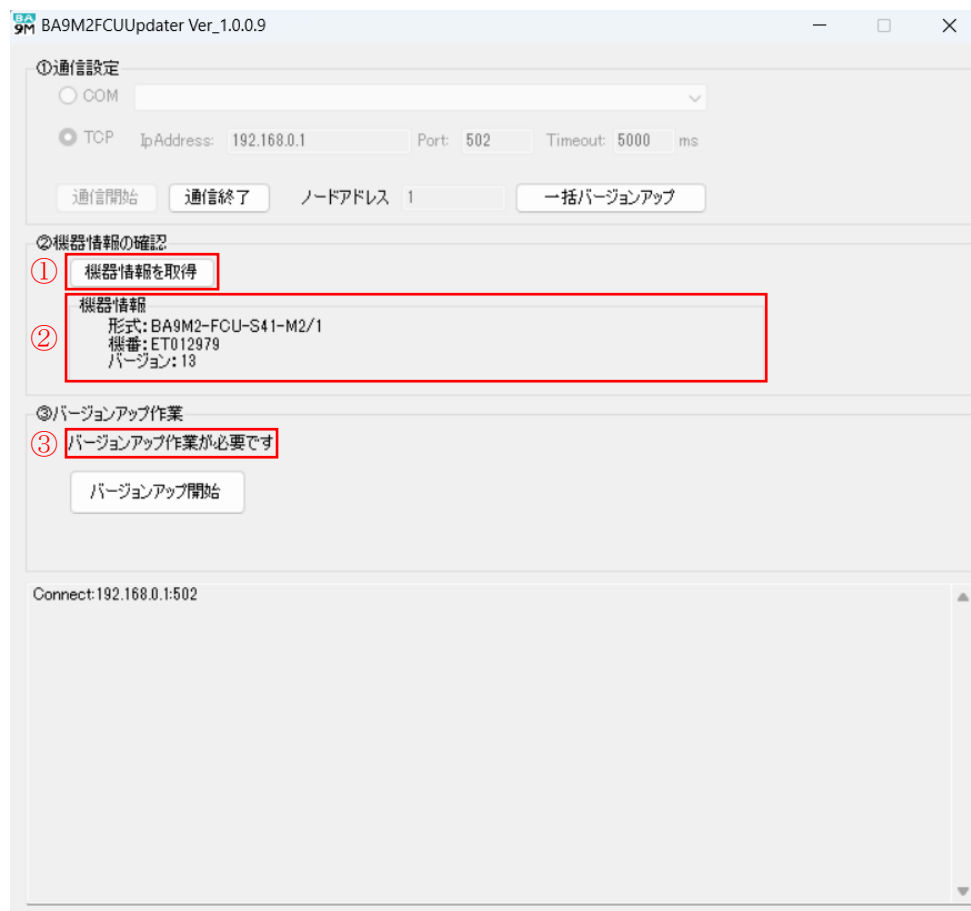 BA9M BA9M2FCUUpdater Ver_1.0.0.9
①通信設定
COM
TCP IpAddress: 192.168.0.1 Port: 502 Timeout: 5000 ms
通信開始 通信終了 ノードアドレス 1 一括バージョンアップ
②機器情報の確認
① 機器情報を取得
機器情報
形式:BA9M2-FCU-S41-M2/1
② 機番:ET012979
バージョン:13
③バージョンアップ作業
③ バージョンアップ作業が必要です
バージョンアップ開始
Connect:192.168.0.1:502